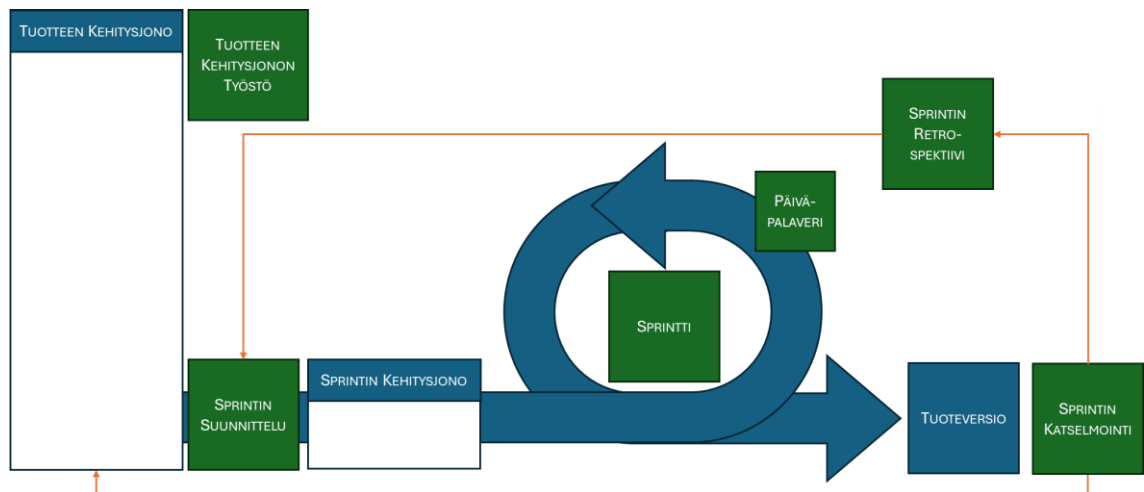 TUOTTEEN KEHITYSJONO
TUOTTEEN
KEHITYSJONON
TYÖSTÖ
SPRINTIN
RETRO-
SPEKTIIVI
PÄIVÄ-
PALAVERI
SPRINTTI
SPRINTIN
SUUNNITTELU
SPRINTIN KEHITYSJONO
TUOTEVERSIO
SPRINTIN
KATSELMOINTI